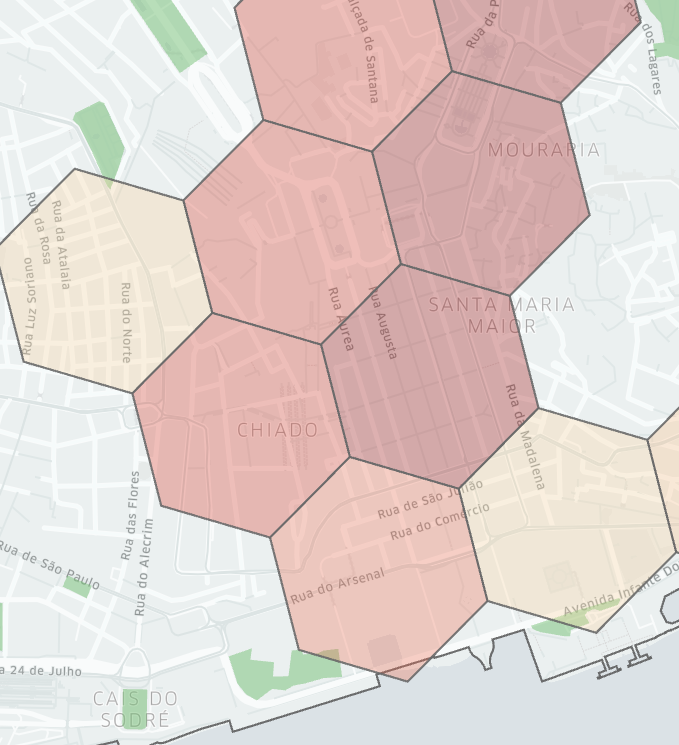 Calçada de Santana
Rua da P
Rua dos Lagares
MOURARIA
Rua da Rosa
Rua da Atalaia
Rua Luz Soriano
Rua do Norte
Rua Áurea
Rua Augusta
SANTA MARIA
MAIOR
CHIADO
Rua da Madalena
Rua das Flores
Rua do Alecrim
Rua de São Julião
Rua do Comércio
Rua de São Paulo
Rua do Arsenal
Avenida Infante Do
a 24 de Julho
CAIS DO
SODRÉ